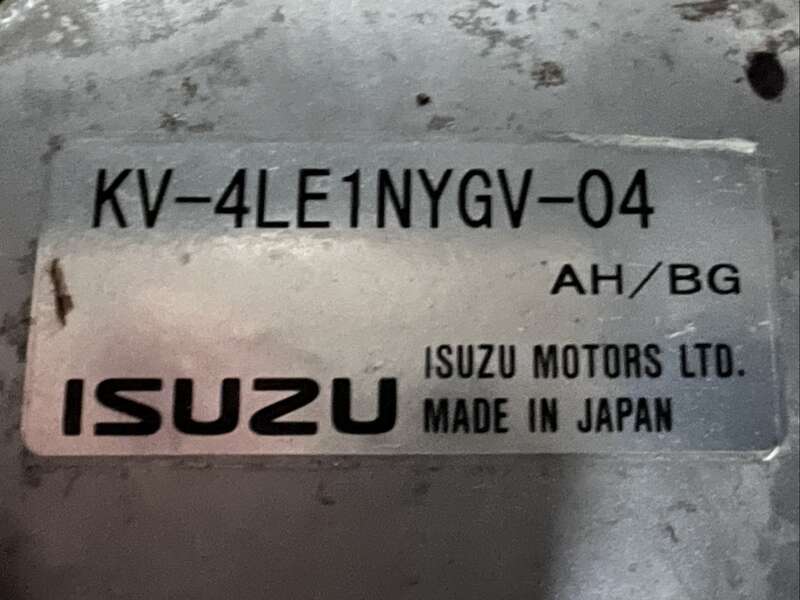 KV-4LE1NYGV-04
AH/BG
ISUZU
ISUZU MOTORS LTD.
MADE IN JAPAN